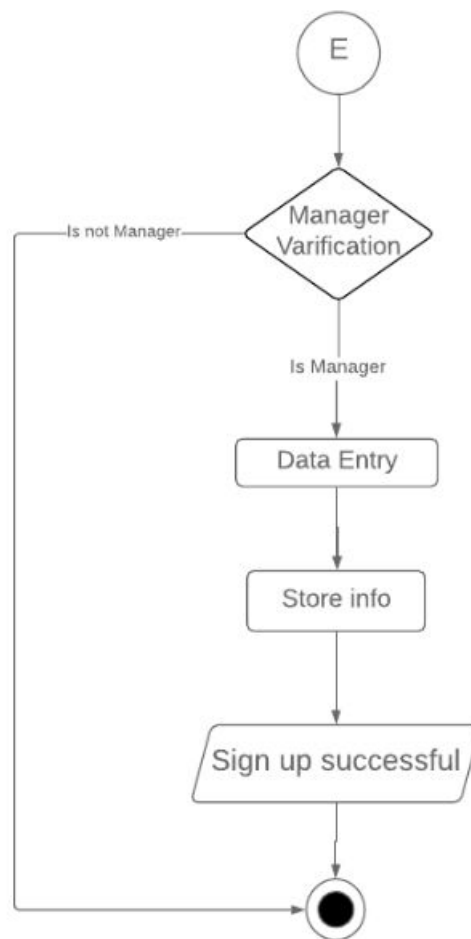 E
Manager
Varification
Is not Manager
Is Manager
Data Entry
Store info
Sign up successful